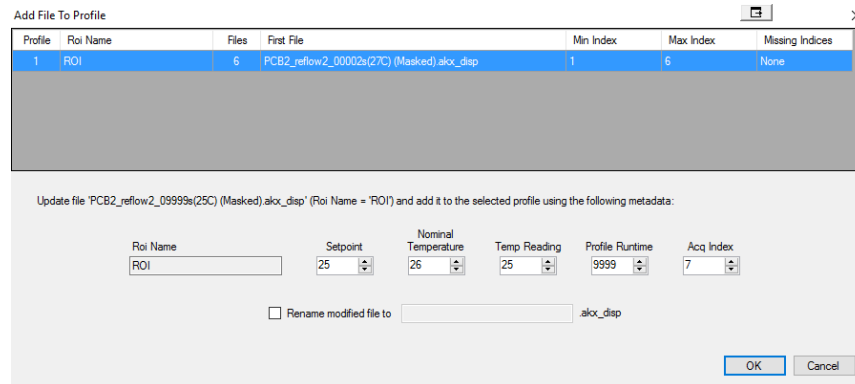 Add File To Profile
Profile Roi Name Files First File Min Index Max Index Missing Indices
1 ROI 6 PCB2_reflow2_00002s(27C) (Masked).akx_disp 1 6 None
Update file 'PCB2_reflow2_09999s(25C) (Masked).akx_disp' (Roi Name = 'ROI') and add it to the selected profile using the following metadata:
Roi Name Setpoint Nominal Temperature Temp Reading Profile Runtime Acq Index
ROI 25 26 25 9999 7
Rename modified file to .akx_disp
OK Cancel